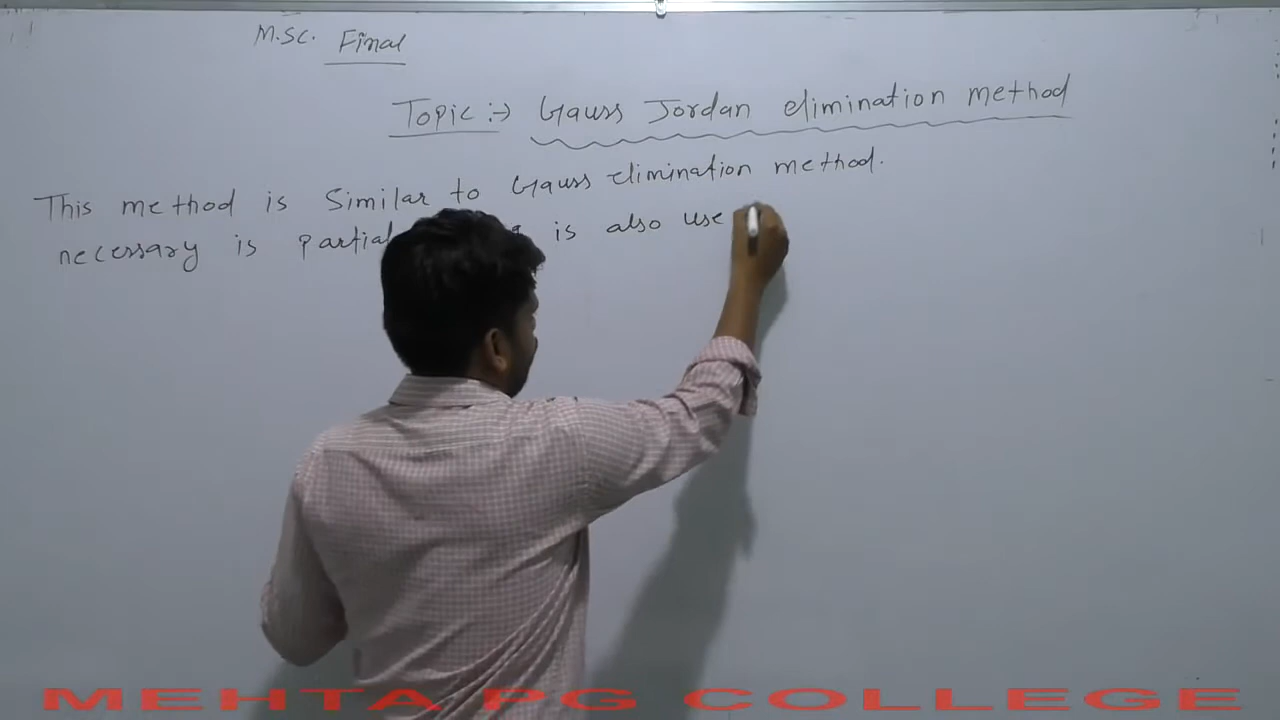 M.Sc. Final
Topic :→ Gauss Jordan elimination method
This method is Similar to Gauss elimination method.
necessary is partial is also use
MEHTA PG COLLEGE